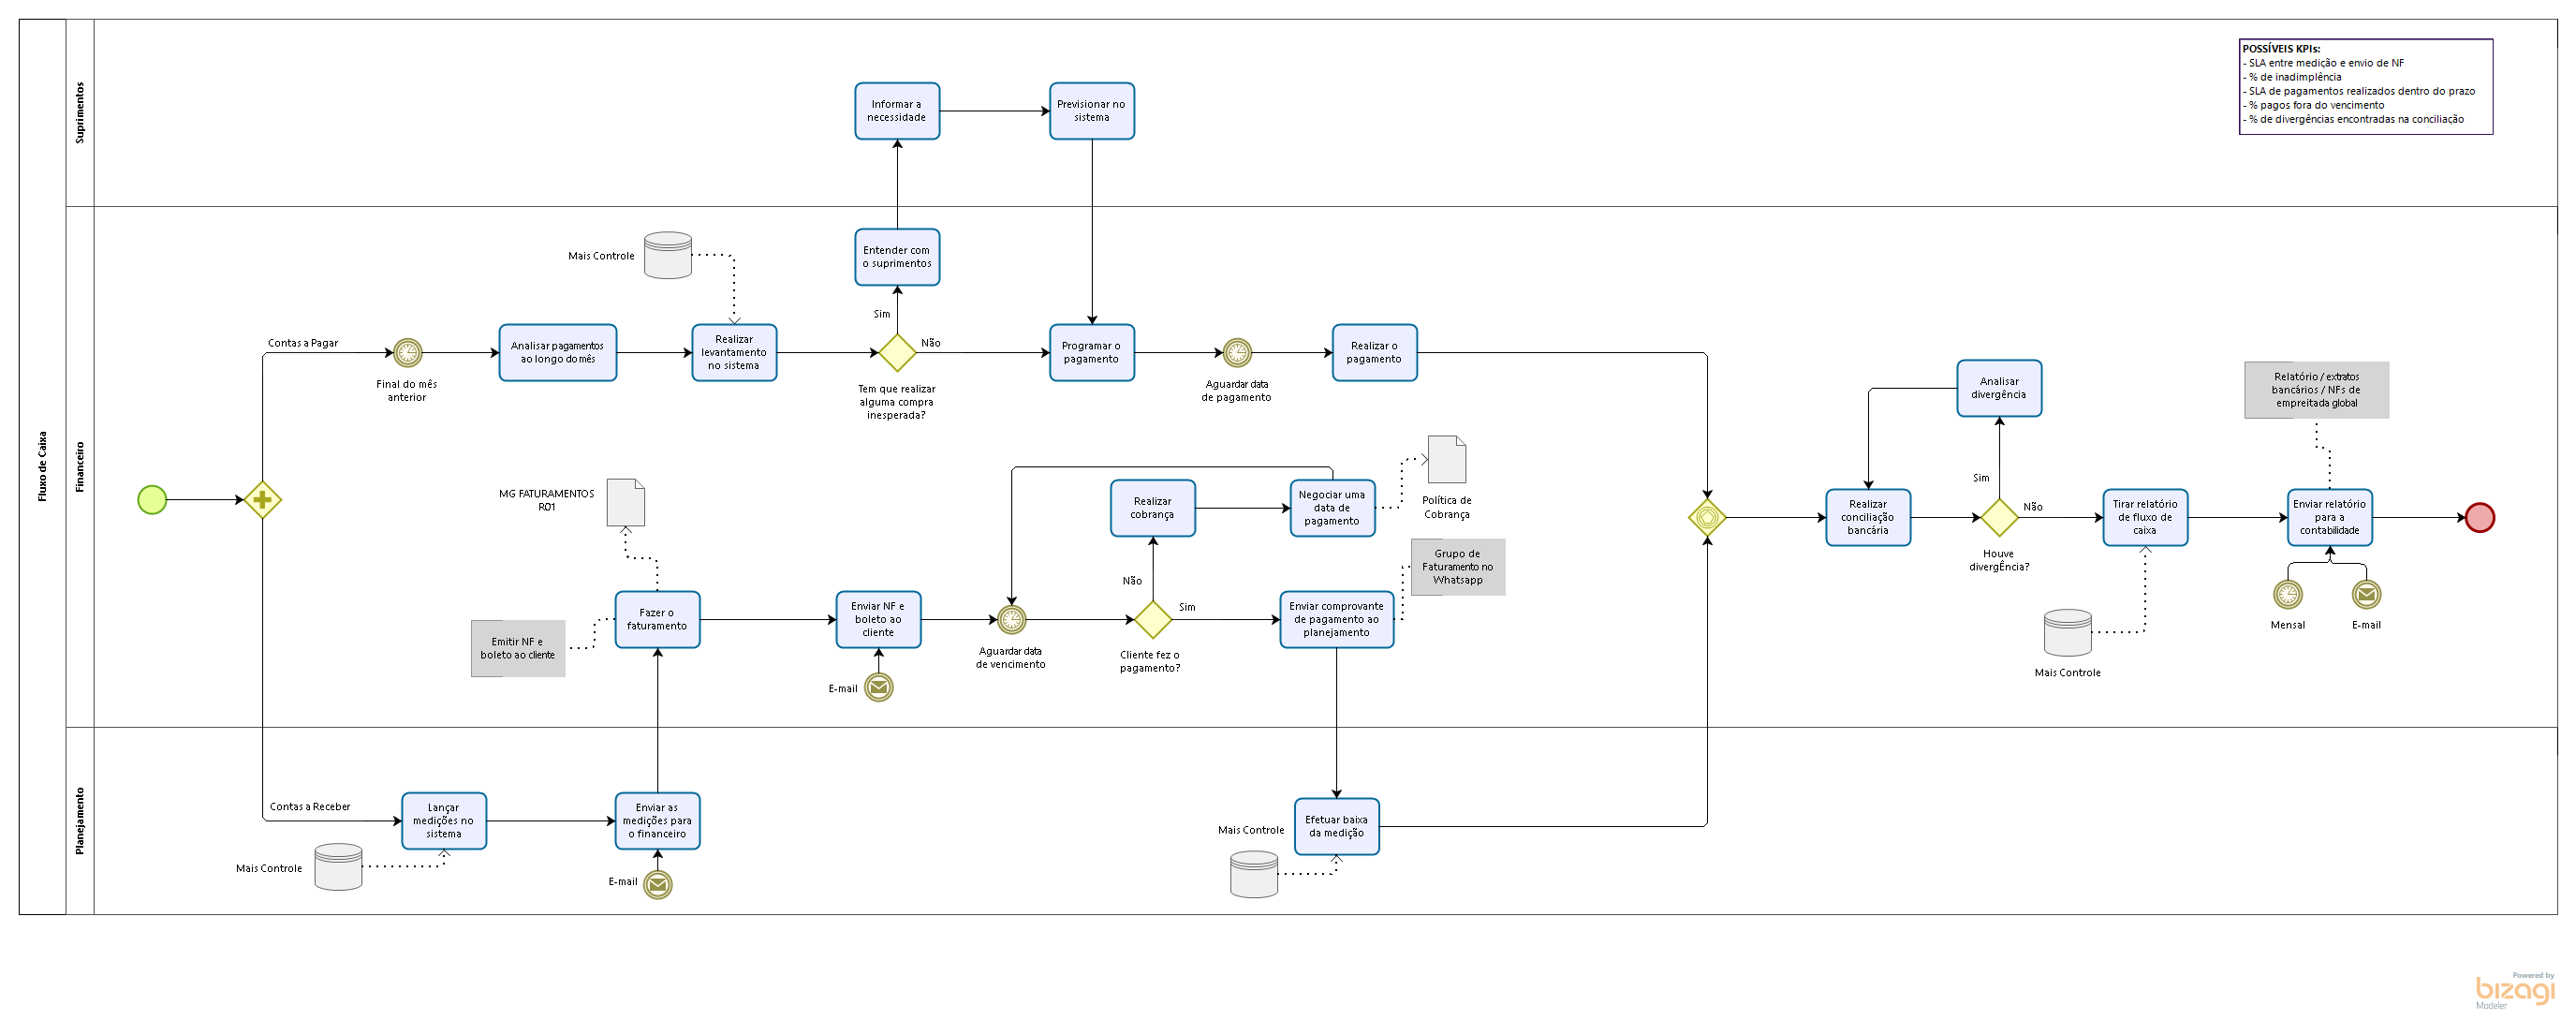 Fluxo de Caixa
Suprimentos
Informar a
necessidade
Previsionar no
sistema
POSSÍVEIS KPIs:
- SLA entre medição e envio de NF
- % de inadimplência
- SLA de pagamentos realizados dentro do prazo
- % pagos fora do vencimento
- % de divergências encontradas na conciliação
Financeiro
Mais Controle
Entender com
o suprimentos
Sim
Contas a Pagar
Final do mês
anterior
Analisar pagamentos
ao longo do mês
Realizar
levantamento
no sistema
Não
Tem que realizar
alguma compra
inesperada?
Programar o
pagamento
Aguardar data
de pagamento
Realizar o
pagamento
Analisar
divergência
Relatório / extratos
bancários / NFs de
empreitada global
MG FATURAMENTOS
R01
Realizar
cobrança
Negociar uma
data de
pagamento
Política de
Cobrança
Sim
Realizar
conciliação
bancária
Não
Houve
divergÊncia?
Tirar relatório
de fluxo de
caixa
Enviar relatório
para a
contabilidade
Grupo de
Faturamento no
Whatsapp
Não
Sim
Emitir NF e
boleto ao cliente
Fazer o
faturamento
Enviar NF e
boleto ao
cliente
E-mail
Aguardar data
de vencimento
Cliente fez o
pagamento?
Enviar comprovante
de pagamento ao
planejamento
Mensal
E-mail
Mais Controle
Planejamento
Contas a Receber
Lançar
medições no
sistema
Mais Controle
Enviar as
medições para
o financeiro
E-mail
Mais Controle
Efetuar baixa
da medição
Powered by
bizagi
Modeler